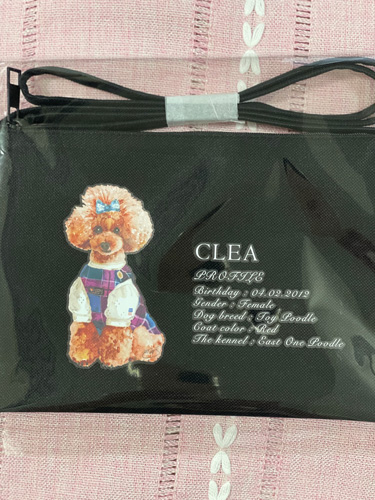 CLEA
PROFILE
Birthday : 04.02.2012
Gender : Female
Dog breed : Toy Poodle
Coat color : Red
The kennel : East One Poodle